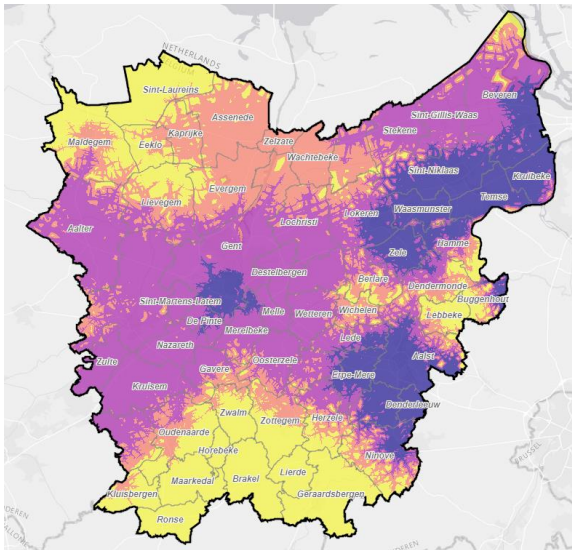 NETHERLANDS
BELGIUM
Sint-Laureins
Beveren
Assenede
Sint-Gillis-Waas
Kaprijke
Stekene
Maldegem
Eeklo
Zelzate
Wachtebeke
Sint-Niklaas
Kruibeke
Evergem
Temse
Lievegem
Lokeren
Waasmunster
Lochristi
Aalter
Gent
Hamme
Zele
Destelbergen
Berlare
Dendermonde
Sint-Martens-Latem
Buggenhout
Melle
Wetteren
Wichelen
Lebbeke
De Pinte
Merelbeke
Lede
Nazareth
Aalst
Zulte
Oosterzele
Gavere
Erpe-Mere
Kruisem
Denderleeuw
Zwalm
Zottegem
Herzele
Oudenaarde
Horebeke
Ninove
BRUSSEL
Lierde
Maarkedal
Brakel
Kluisbergen
Geraardsbergen
Ronse